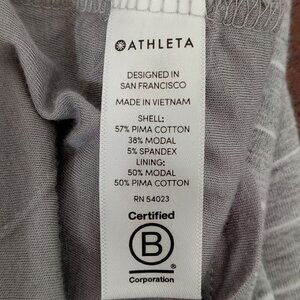 ATHLETA
DESIGNED IN
SAN FRANCISCO
MADE IN VIETNAM
SHELL:
57% PIMA COTTON
38% MODAL
5% SPANDEX
LINING:
50% MODAL
50% PIMA COTTON
RN 54023
Certified
B
®
Corporation